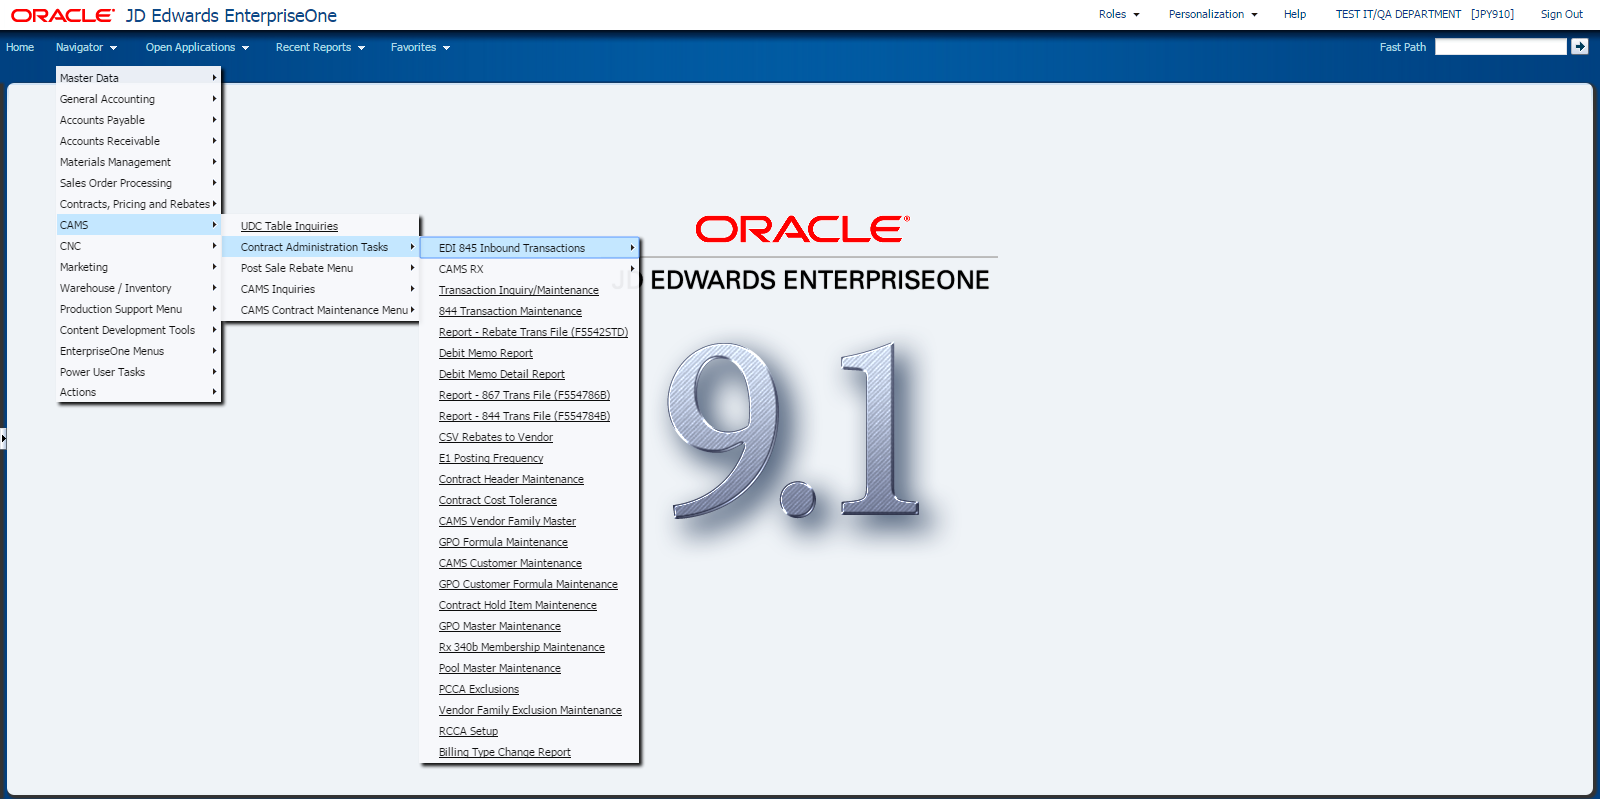 ORACLE JD Edwards EnterpriseOne
Roles Personalization Help TEST IT/QA DEPARTMENT [JPY910] Sign Out
Home Navigator Open Applications Recent Reports Favorites Fast Path
Master Data
General Accounting
Accounts Payable
Accounts Receivable
Materials Management
Sales Order Processing
Contracts, Pricing and Rebates
CAMS
CNC
Marketing
Warehouse / Inventory
Production Support Menu
Content Development Tools
EnterpriseOne Menus
Power User Tasks
Actions
UDC Table Inquiries
Contract Administration Tasks
Post Sale Rebate Menu
CAMS Inquiries
CAMS Contract Maintenance Menu
EDI 845 Inbound Transactions
CAMS RX
Transaction Inquiry/Maintenance
844 Transaction Maintenance
Report - Rebate Trans File (F5542STD)
Debit Memo Report
Debit Memo Detail Report
Report - 867 Trans File (F554786B)
Report - 844 Trans File (F554784B)
CSV Rebates to Vendor
E1 Posting Frequency
Contract Header Maintenance
Contract Cost Tolerance
CAMS Vendor Family Master
GPO Formula Maintenance
CAMS Customer Maintenance
GPO Customer Formula Maintenance
Contract Hold Item Maintenence
GPO Master Maintenance
Rx 340b Membership Maintenance
Pool Master Maintenance
PCCA Exclusions
Vendor Family Exclusion Maintenance
RCCA Setup
Billing Type Change Report
ORACLE
JD EDWARDS ENTERPRISEONE
9.1